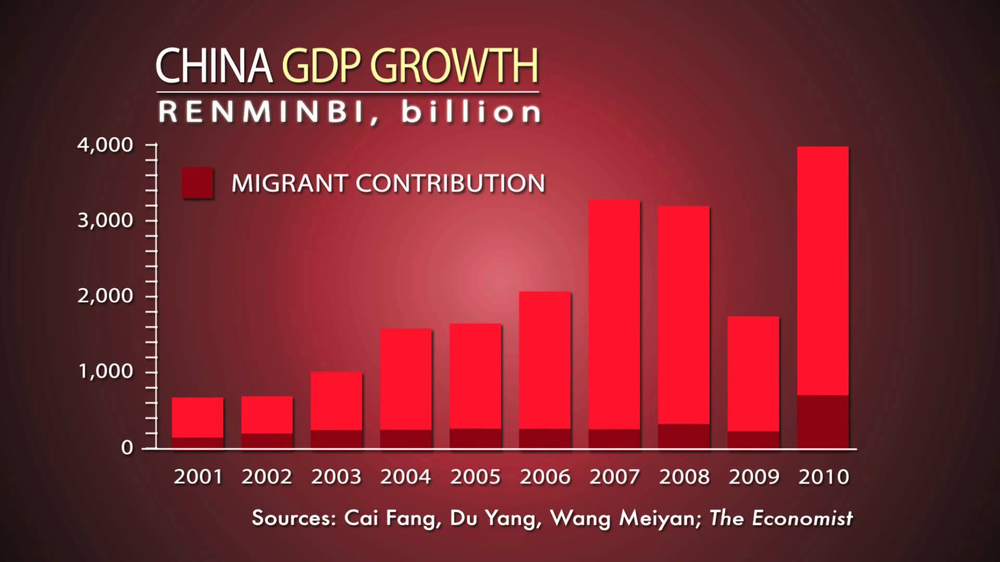 CHINA GDP GROWTH
RENMINBI, billion
4,000
MIGRANT CONTRIBUTION
3,000
2,000
1,000
0
2001 2002 2003 2004 2005 2006 2007 2008 2009 2010
Sources: Cai Fang, Du Yang, Wang Meiyan; The Economist